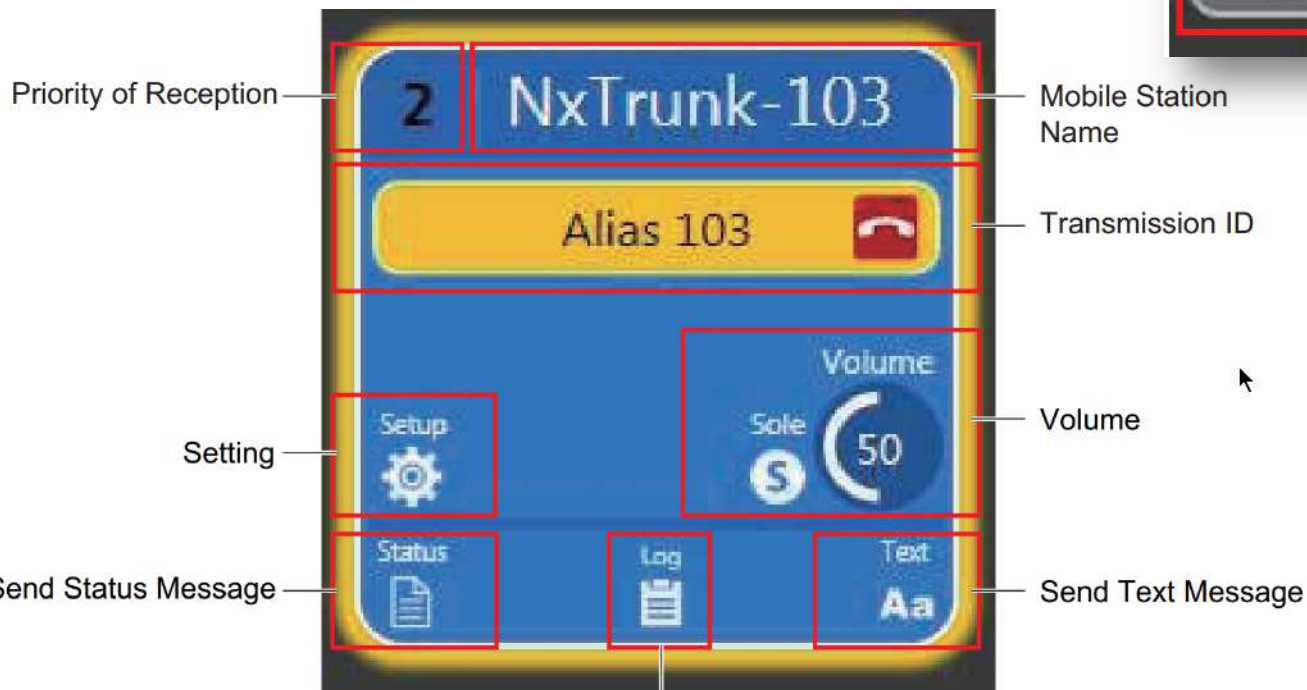 Priority of Reception
2
NxTrunk-103
Mobile Station
Name
Alias 103
Transmission ID
Volume
Setup
Sole
S
50
Volume
Setting
Status
Log
Text
Aa
Send Status Message
Send Text Message